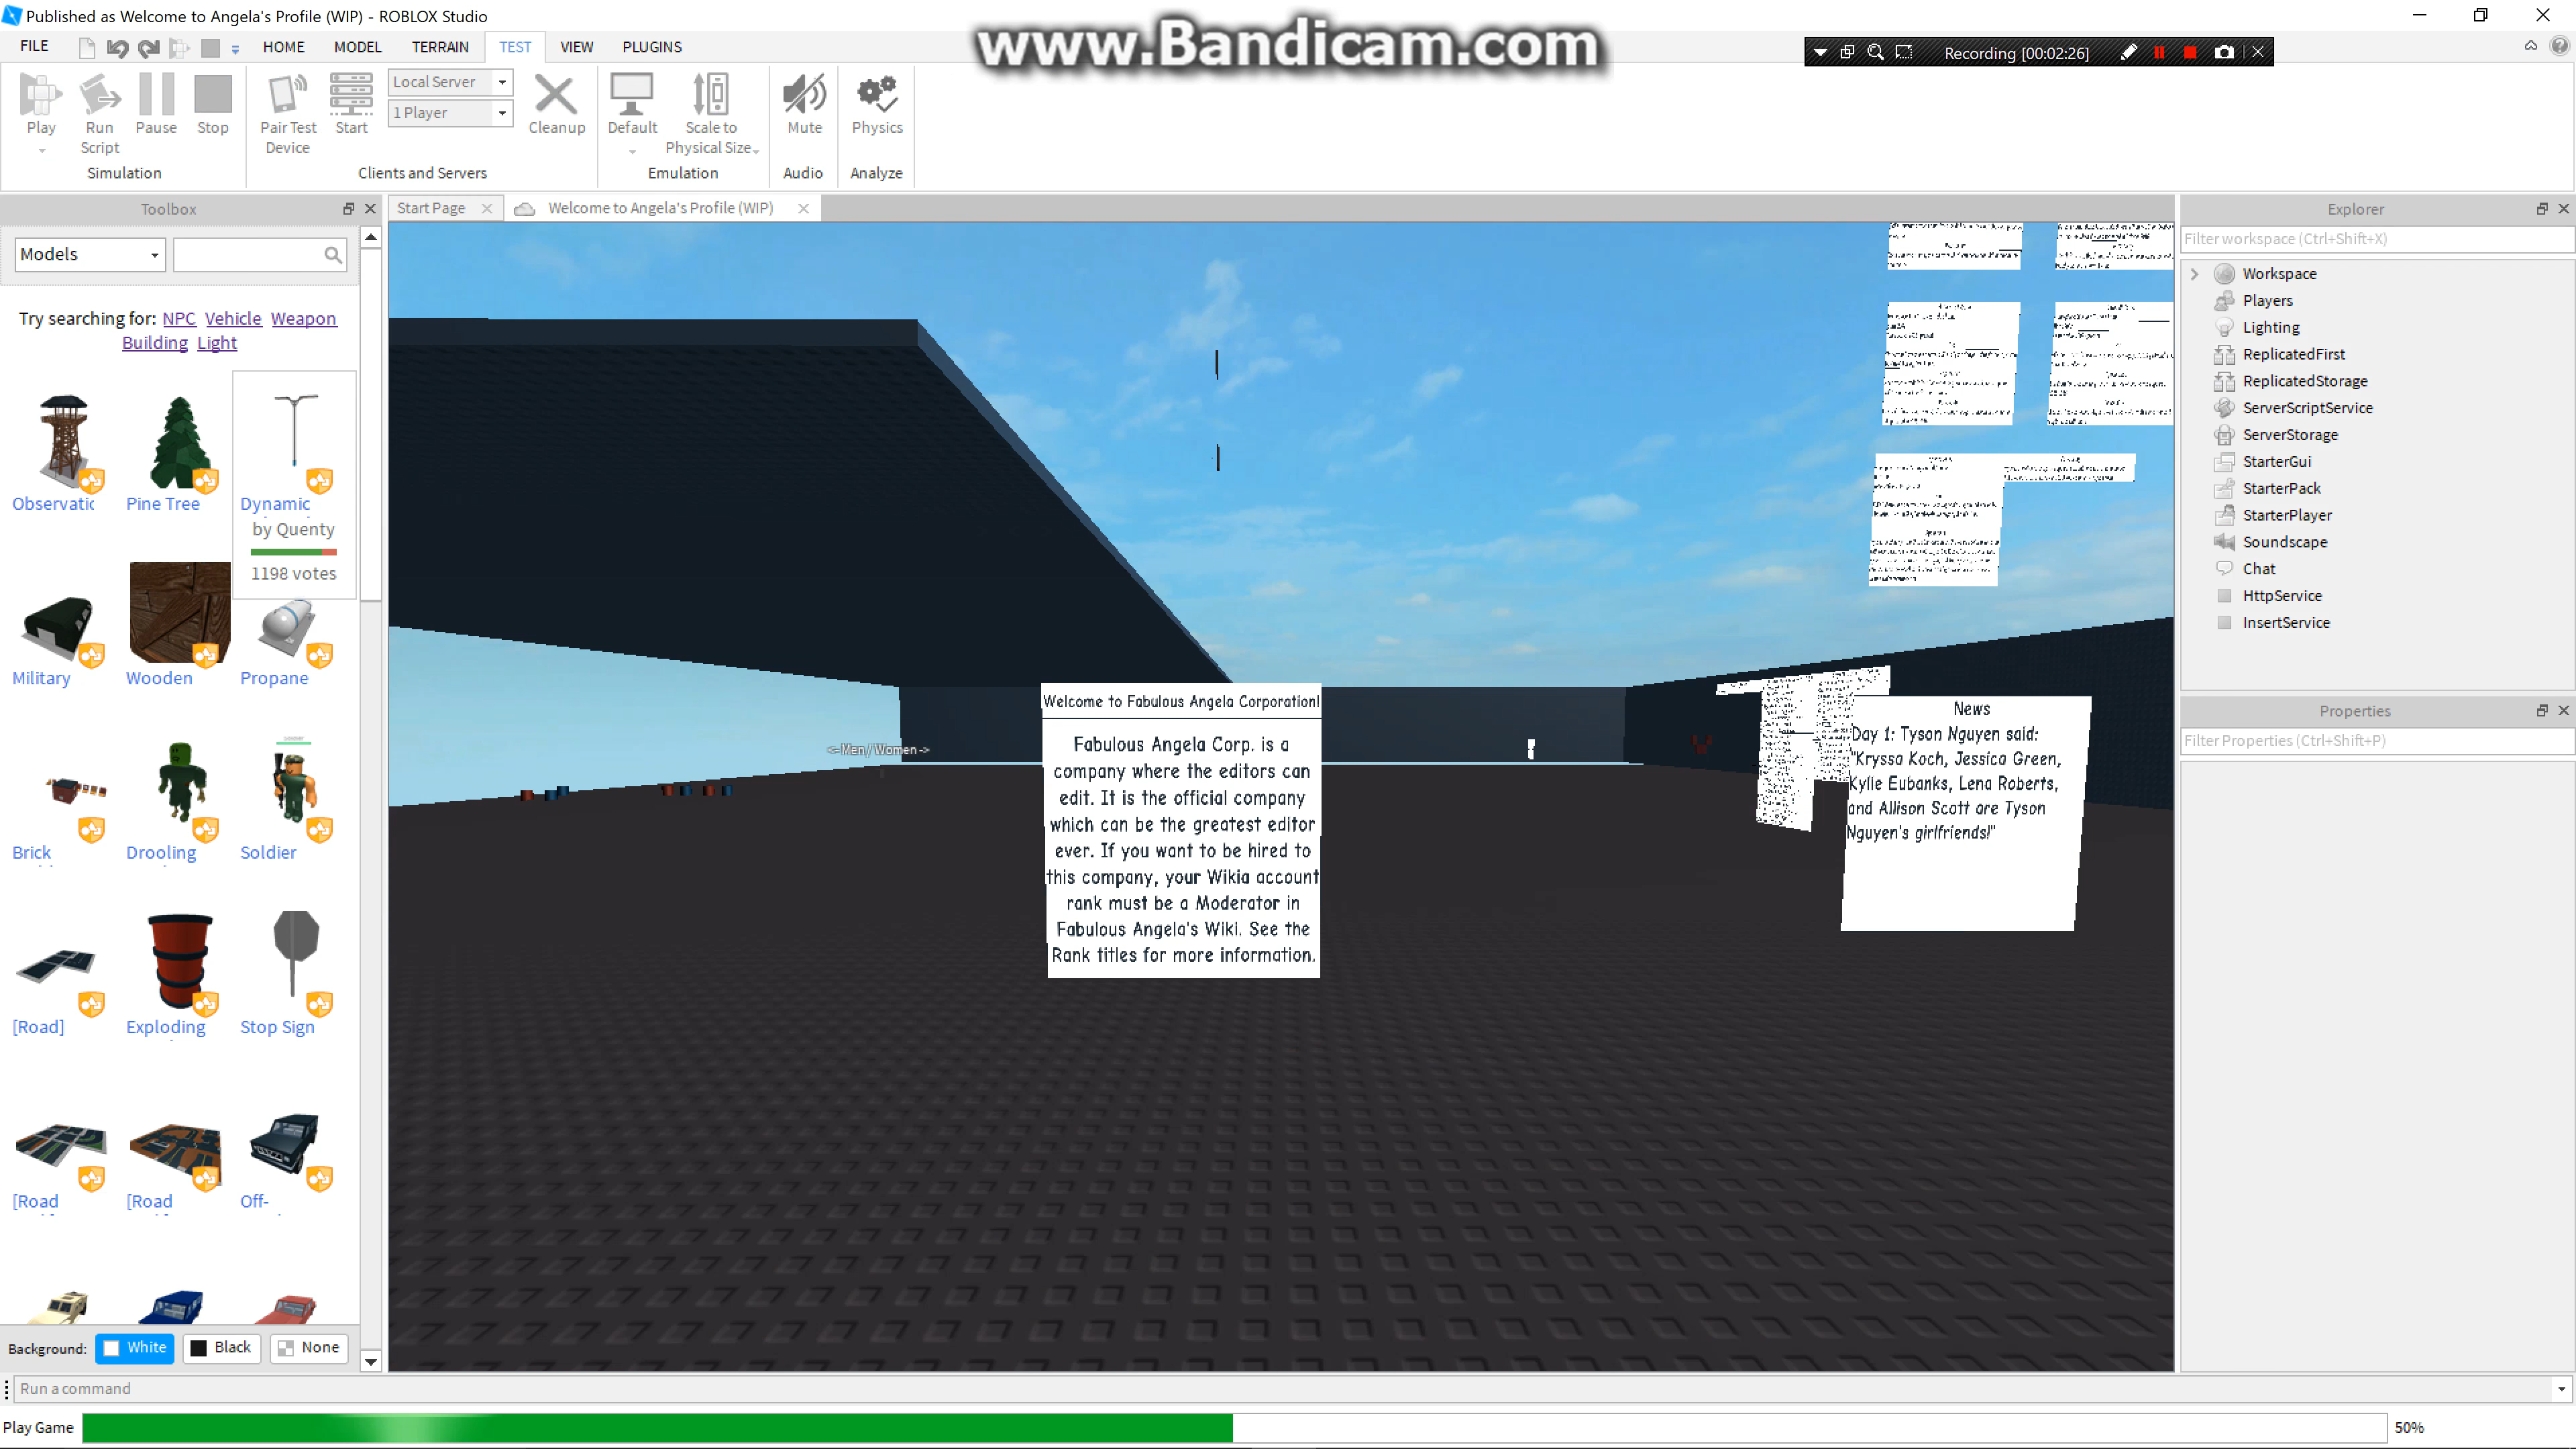 Published as Welcome to Angela's Profile (WIP) - ROBLOX Studio
www.Bandicam.com
Recording [00:02:26]
FILE
HOME
MODEL
TERRAIN
TEST
VIEW
PLUGINS
Play
Run Script
Pause
Stop
Simulation
Pair Test Device
Start
Local Server
1 Player
Cleanup
Clients and Servers
Default
Scale to Physical Size
Emulation
Mute
Audio
Physics
Analyze
Toolbox
Models
Try searching for: NPC Vehicle Weapon
Building Light
Observatio
Pine Tree
Dynamic
by Quenty
1198 votes
Military
Wooden
Propane
Brick
Drooling
Soldier
[Road]
Exploding
Stop Sign
[Road
[Road
Off-
Background:
White
Black
None
Start Page
Welcome to Angela's Profile (WIP)
<- Men / Women ->
Welcome to Fabulous Angela Corporation!
Fabulous Angela Corp. is a
company where the editors can
edit. It is the official company
which can be the greatest editor
ever. If you want to be hired to
this company, your Wikia account
rank must be a Moderator in
Fabulous Angela's Wiki. See the
Rank titles for more information.
News
Day 1: Tyson Nguyen said:
"Kryssa Koch, Jessica Green,
Kylie Eubanks, Lena Roberts,
and Allison Scott are Tyson
Nguyen's girlfriends!"
Explorer
Filter workspace (Ctrl+Shift+X)
Workspace
Players
Lighting
ReplicatedFirst
ReplicatedStorage
ServerScriptService
ServerStorage
StarterGui
StarterPack
StarterPlayer
Soundscape
Chat
HttpService
InsertService
Properties
Filter Properties (Ctrl+Shift+P)
Run a command
Play Game
50%